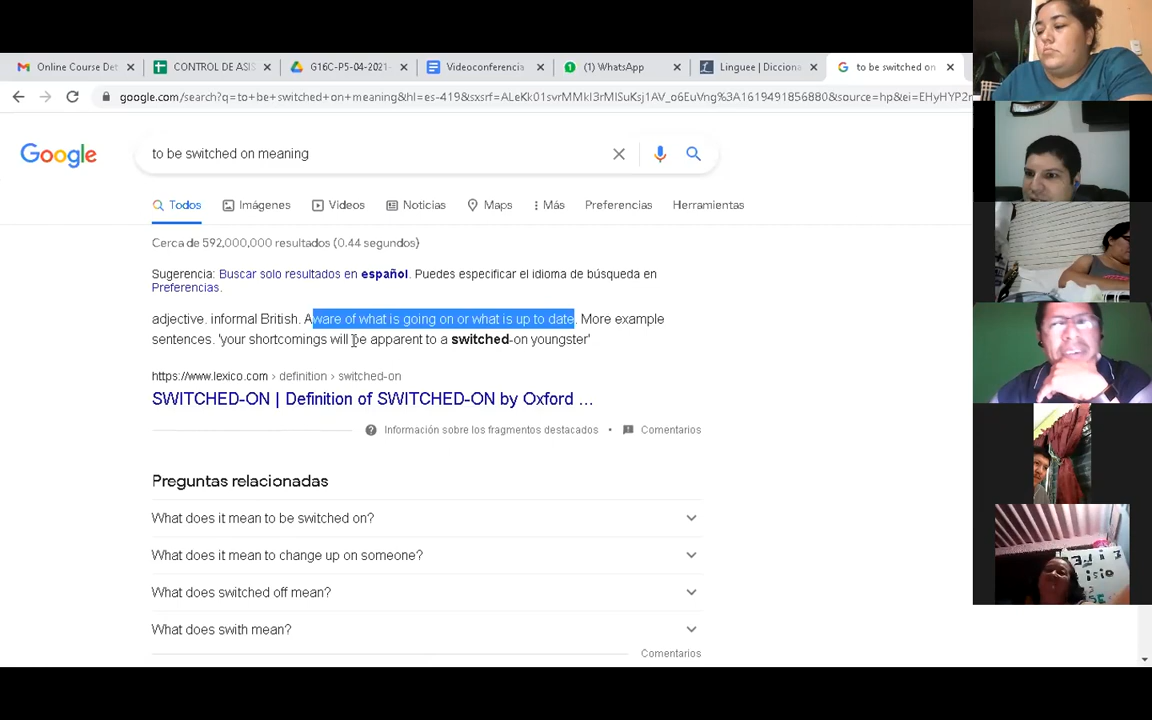 Online Course Det
CONTROL DE ASIS
G16C-P5-04-2021-
Videoconferencia
(1) WhatsApp
Linguee | Dicciona
to be switched on
google.com/search?q=to+be+switched+on+meaning&hl=es-419&sxsrf=ALeKk01svrMMkI3rMISuKsj1AV_o6EuVng%3A1619491856880&source=hp&ei=EHyHYP2r
Google
to be switched on meaning
Todos
Imágenes
Videos
Noticias
Maps
Más
Preferencias
Herramientas
Cerca de 592,000,000 resultados (0.44 segundos)
Sugerencia: Buscar solo resultados en español. Puedes especificar el idioma de búsqueda en
Preferencias.
adjective. informal British. Aware of what is going on or what is up to date. More example
sentences. 'your shortcomings will be apparent to a switched-on youngster'
https://www.lexico.com › definition › switched-on
SWITCHED-ON | Definition of SWITCHED-ON by Oxford ...
Información sobre los fragmentos destacados • Comentarios
Preguntas relacionadas
What does it mean to be switched on?
What does it mean to change up on someone?
What does switched off mean?
What does swith mean?
Comentarios